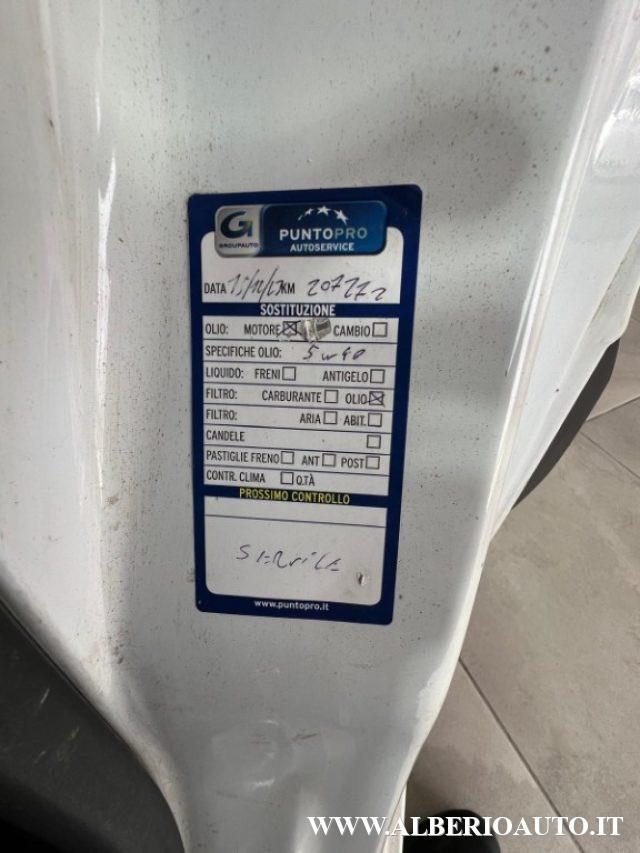 G GROUPAUTO PUNTOPRO AUTOSERVICE
DATA KM 207272
SOSTITUZIONE
OLIO: MOTORE CAMBIO
SPECIFICHE OLIO: 5W40
LIQUIDO: FRENI ANTIGELO
FILTRO: CARBURANTE OLIO
FILTRO: ARIA ABIT.
CANDELE
PASTIGLIE FRENO ANT POST
CONTR. CLIMA Q.TÀ
PROSSIMO CONTROLLO
www.puntopro.it
WWW.ALBERIOAUTO.IT